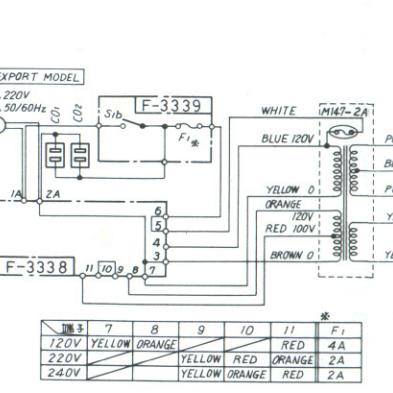 EXPORT MODEL
220V
50/60Hz
CO1
CO2
F-3339
S1b
F1
*
WHITE
M147-2A
BLUE 120V
1A
2A
YELLOW 0
ORANGE
120V
RED 100V
BROWN 0
6
5
4
3
F-3338
11
10
9
8
7
*
端子 7 8 9 10 11 F1
120V YELLOW ORANGE RED 4A
220V YELLOW RED ORANGE 2A
240V YELLOW ORANGE RED 2A